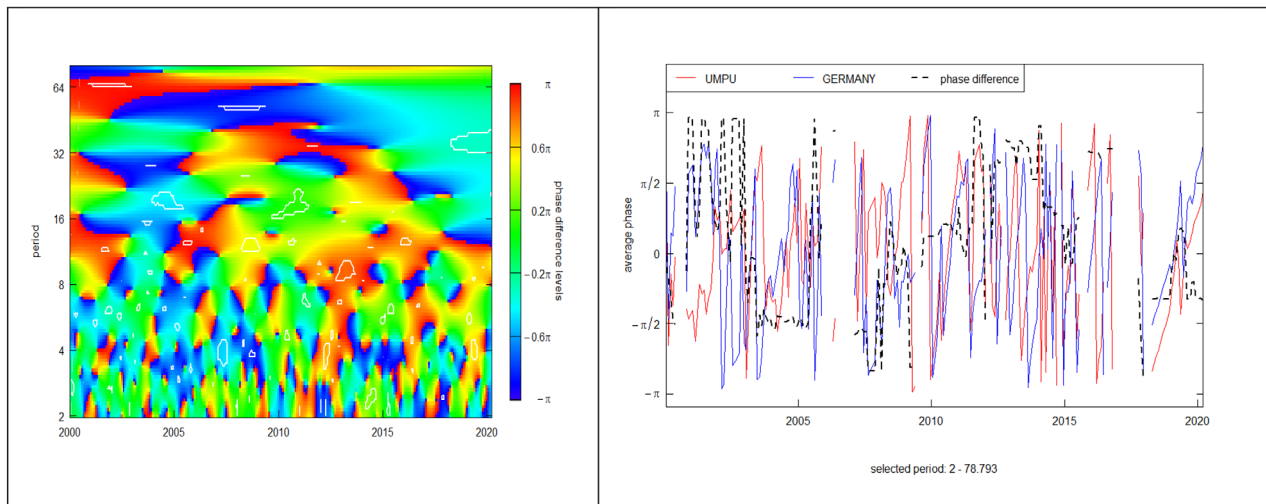 64
32
16
8
4
2
period
2000 2005 2010 2015 2020
π
0.6π
0.2π
−0.2π
−0.6π
−π
phase difference levels
UMPU GERMANY phase difference
π
π/2
0
−π/2
−π
average phase
2005 2010 2015 2020
selected period: 2 - 78.793